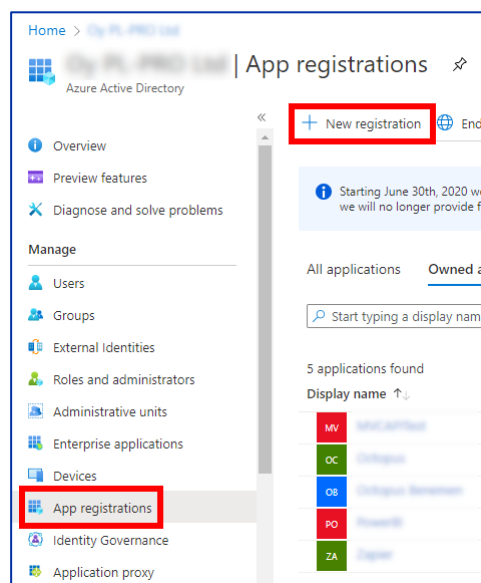 Home >
| App registrations
Azure Active Directory
«
+ New registration
End
Overview
Preview features
Diagnose and solve problems
Manage
Users
Groups
External Identities
Roles and administrators
Administrative units
Enterprise applications
Devices
App registrations
Identity Governance
Application proxy
Starting June 30th, 2020 we
we will no longer provide f
All applications Owned a
Start typing a display nam
5 applications found
Display name ↑↓
MV
OC
OB
PO
ZA